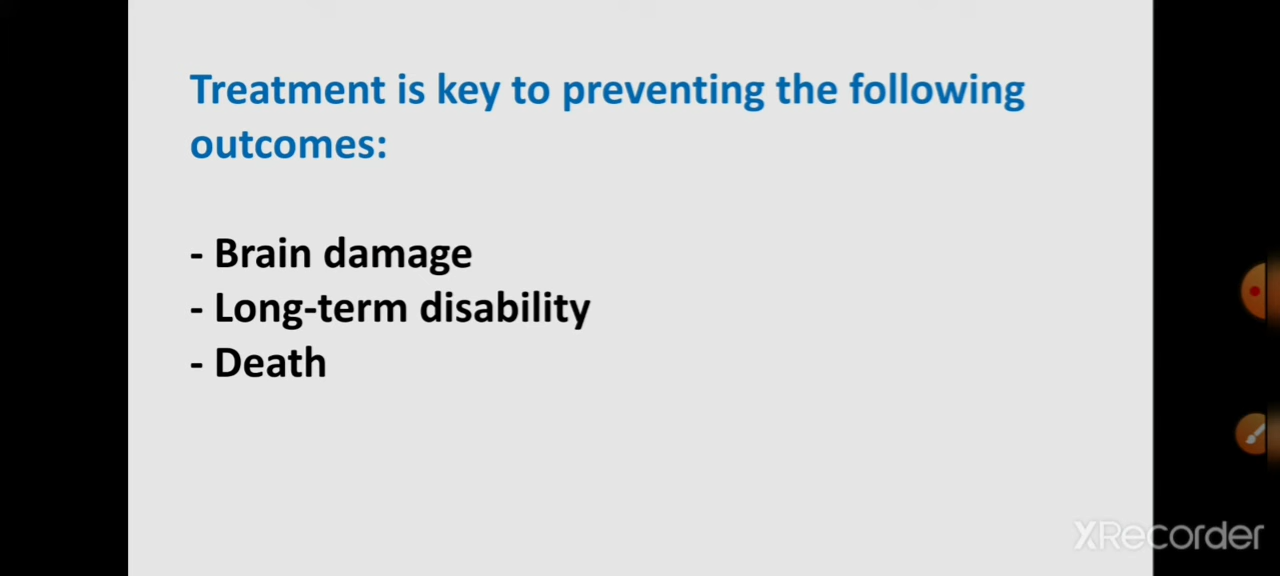 Treatment is key to preventing the following
outcomes:
- Brain damage
- Long-term disability
- Death
XRecorder